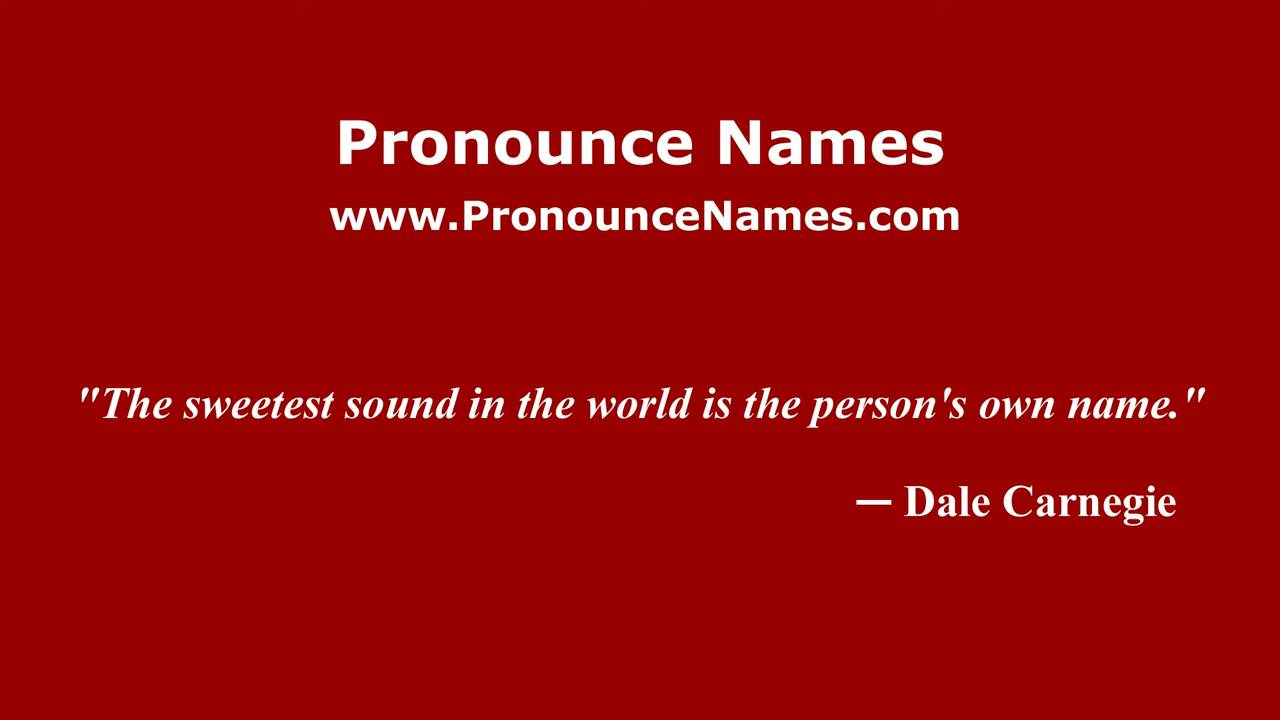 Pronounce Names
www.PronounceNames.com
"The sweetest sound in the world is the person's own name."
— Dale Carnegie